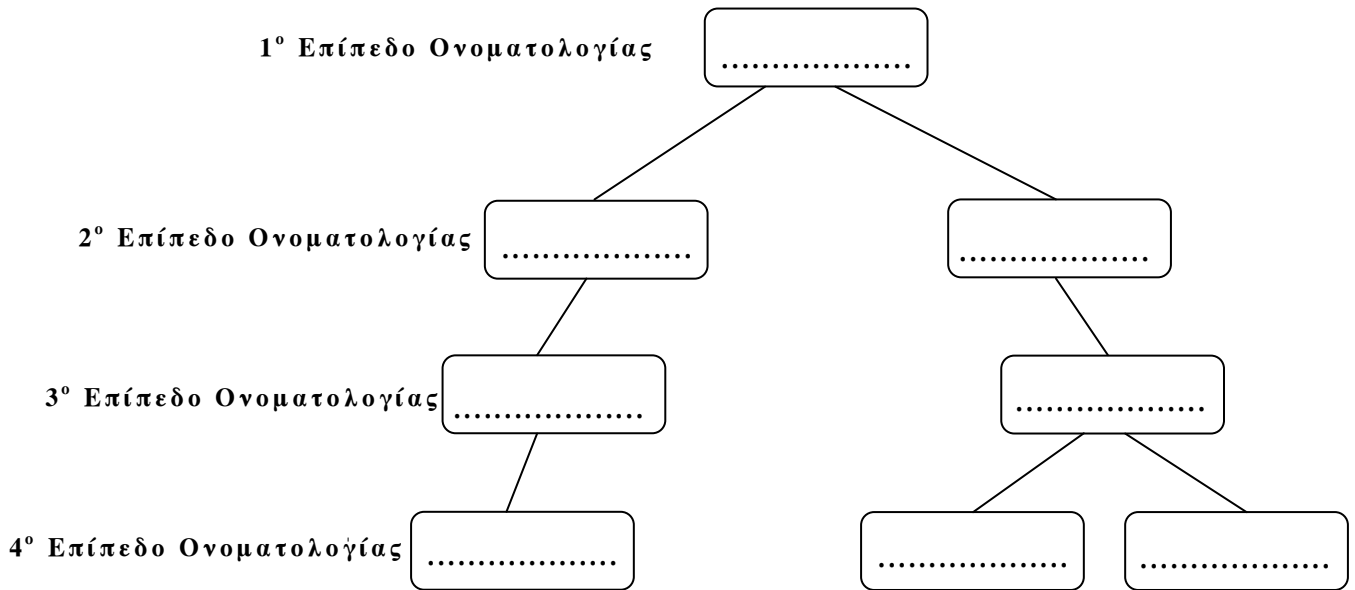 1ο Επίπεδο Ονοματολογίας
...................
2ο Επίπεδο Ονοματολογίας
................... ...................
3ο Επίπεδο Ονοματολογίας
................... ...................
4ο Επίπεδο Ονοματολογίας
................... ................... ...................